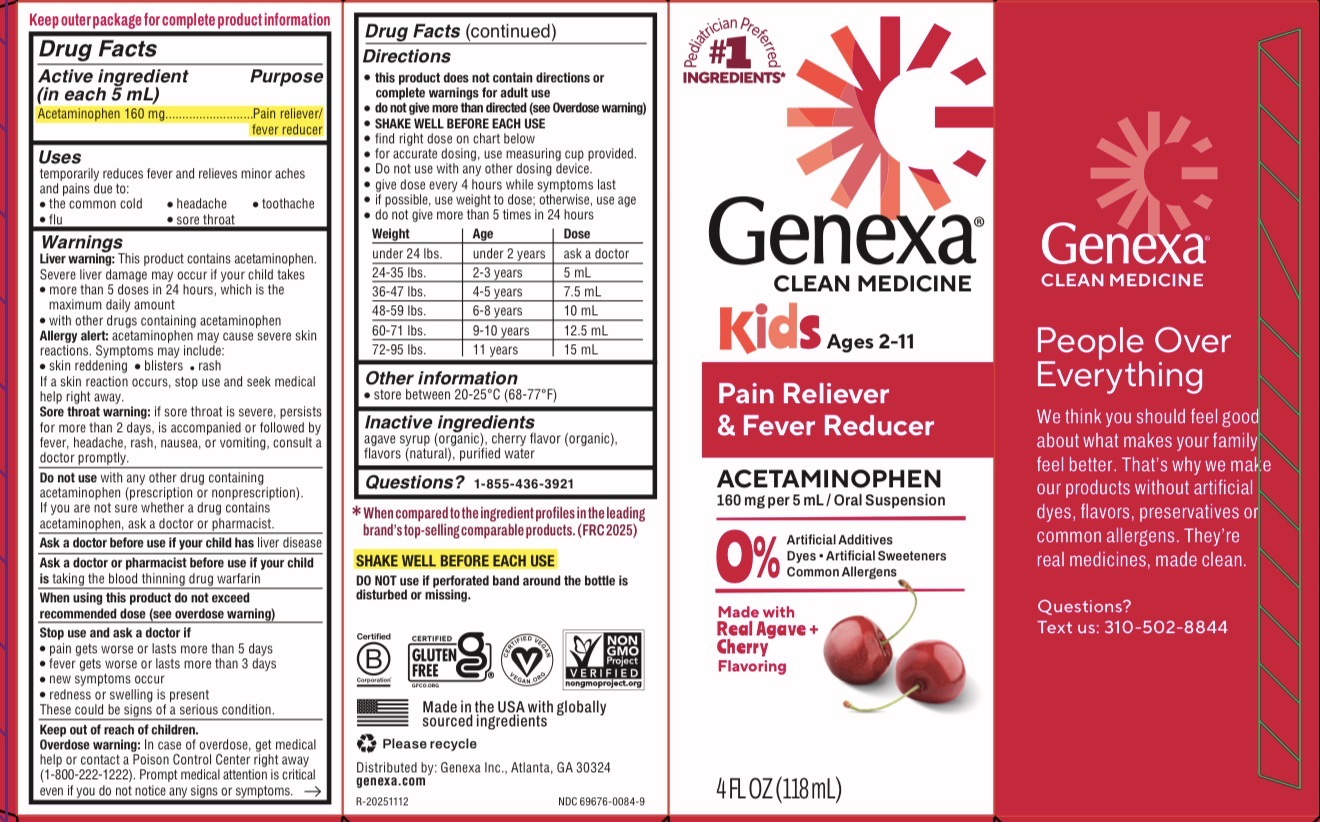 Keep outer package for complete product information
Drug Facts
Active ingredient Purpose
(in each 5 mL)
Acetaminophen 160 mg..........................Pain reliever/
fever reducer
Uses
temporarily reduces fever and relieves minor aches
and pains due to:
• the common cold • headache • toothache
• flu • sore throat
Warnings
Liver warning: This product contains acetaminophen.
Severe liver damage may occur if your child takes
• more than 5 doses in 24 hours, which is the
maximum daily amount
• with other drugs containing acetaminophen
Allergy alert: acetaminophen may cause severe skin
reactions. Symptoms may include:
• skin reddening • blisters • rash
If a skin reaction occurs, stop use and seek medical
help right away.
Sore throat warning: if sore throat is severe, persists
for more than 2 days, is accompanied or followed by
fever, headache, rash, nausea, or vomiting, consult a
doctor promptly.
Do not use with any other drug containing
acetaminophen (prescription or nonprescription).
If you are not sure whether a drug contains
acetaminophen, ask a doctor or pharmacist.
Ask a doctor before use if your child has liver disease
Ask a doctor or pharmacist before use if your child
is taking the blood thinning drug warfarin
When using this product do not exceed
recommended dose (see overdose warning)
Stop use and ask a doctor if
• pain gets worse or lasts more than 5 days
• fever gets worse or lasts more than 3 days
• new symptoms occur
• redness or swelling is present
These could be signs of a serious condition.
Keep out of reach of children.
Overdose warning: In case of overdose, get medical
help or contact a Poison Control Center right away
(1-800-222-1222). Prompt medical attention is critical
even if you do not notice any signs or symptoms. →
Drug Facts (continued)
Directions
• this product does not contain directions or
complete warnings for adult use
• do not give more than directed (see Overdose warning)
• SHAKE WELL BEFORE EACH USE
• find right dose on chart below
• for accurate dosing, use measuring cup provided.
• Do not use with any other dosing device.
• give dose every 4 hours while symptoms last
• if possible, use weight to dose; otherwise, use age
• do not give more than 5 times in 24 hours
Weight Age Dose
under 24 lbs. under 2 years ask a doctor
24-35 lbs. 2-3 years 5 mL
36-47 lbs. 4-5 years 7.5 mL
48-59 lbs. 6-8 years 10 mL
60-71 lbs. 9-10 years 12.5 mL
72-95 lbs. 11 years 15 mL
Other information
• store between 20-25°C (68-77°F)
Inactive ingredients
agave syrup (organic), cherry flavor (organic),
flavors (natural), purified water
Questions? 1-855-436-3921
* When compared to the ingredient profiles in the leading
brand's top-selling comparable products. (FRC 2025)
SHAKE WELL BEFORE EACH USE
DO NOT use if perforated band around the bottle is
disturbed or missing.
Certified
B
Corporation
CERTIFIED
GLUTEN
FREE
g®
GFCO.ORG
CERTIFIED VEGAN
V
VEGAN.ORG
NON
GMO
Project
VERIFIED
nongmoproject.org
Made in the USA with globally
sourced ingredients
Please recycle
Distributed by: Genexa Inc., Atlanta, GA 30324
genexa.com
R-20251112 NDC 69676-0084-9
Pediatrician Preferred
#1
INGREDIENTS*
Genexa®
CLEAN MEDICINE
Kids Ages 2-11
Pain Reliever
& Fever Reducer
ACETAMINOPHEN
160 mg per 5 mL / Oral Suspension
0% Artificial Additives
Dyes • Artificial Sweeteners
Common Allergens
Made with
Real Agave +
Cherry
Flavoring
4 FL OZ (118 mL)
Genexa®
CLEAN MEDICINE
People Over
Everything
We think you should feel good
about what makes your family
feel better. That's why we make
our products without artificial
dyes, flavors, preservatives or
common allergens. They're
real medicines, made clean.
Questions?
Text us: 310-502-8844